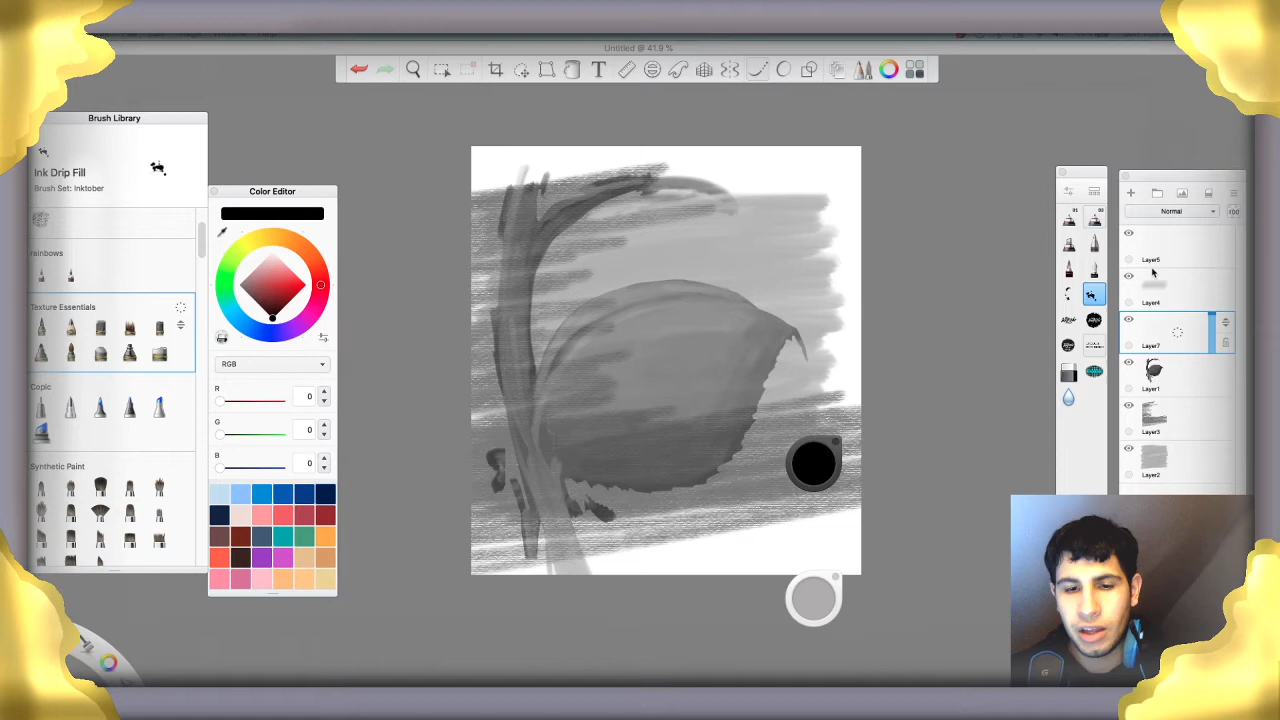 Untitled @ 41.9 %
Brush Library
Ink Drip Fill
Brush Set: Inktober
rainbows
Texture Essentials
Copic
Synthetic Paint
Color Editor
RGB
R
0
G
0
B
0
Normal
100
Layer5
Layer4
Layer7
Layer1
Layer3
Layer2